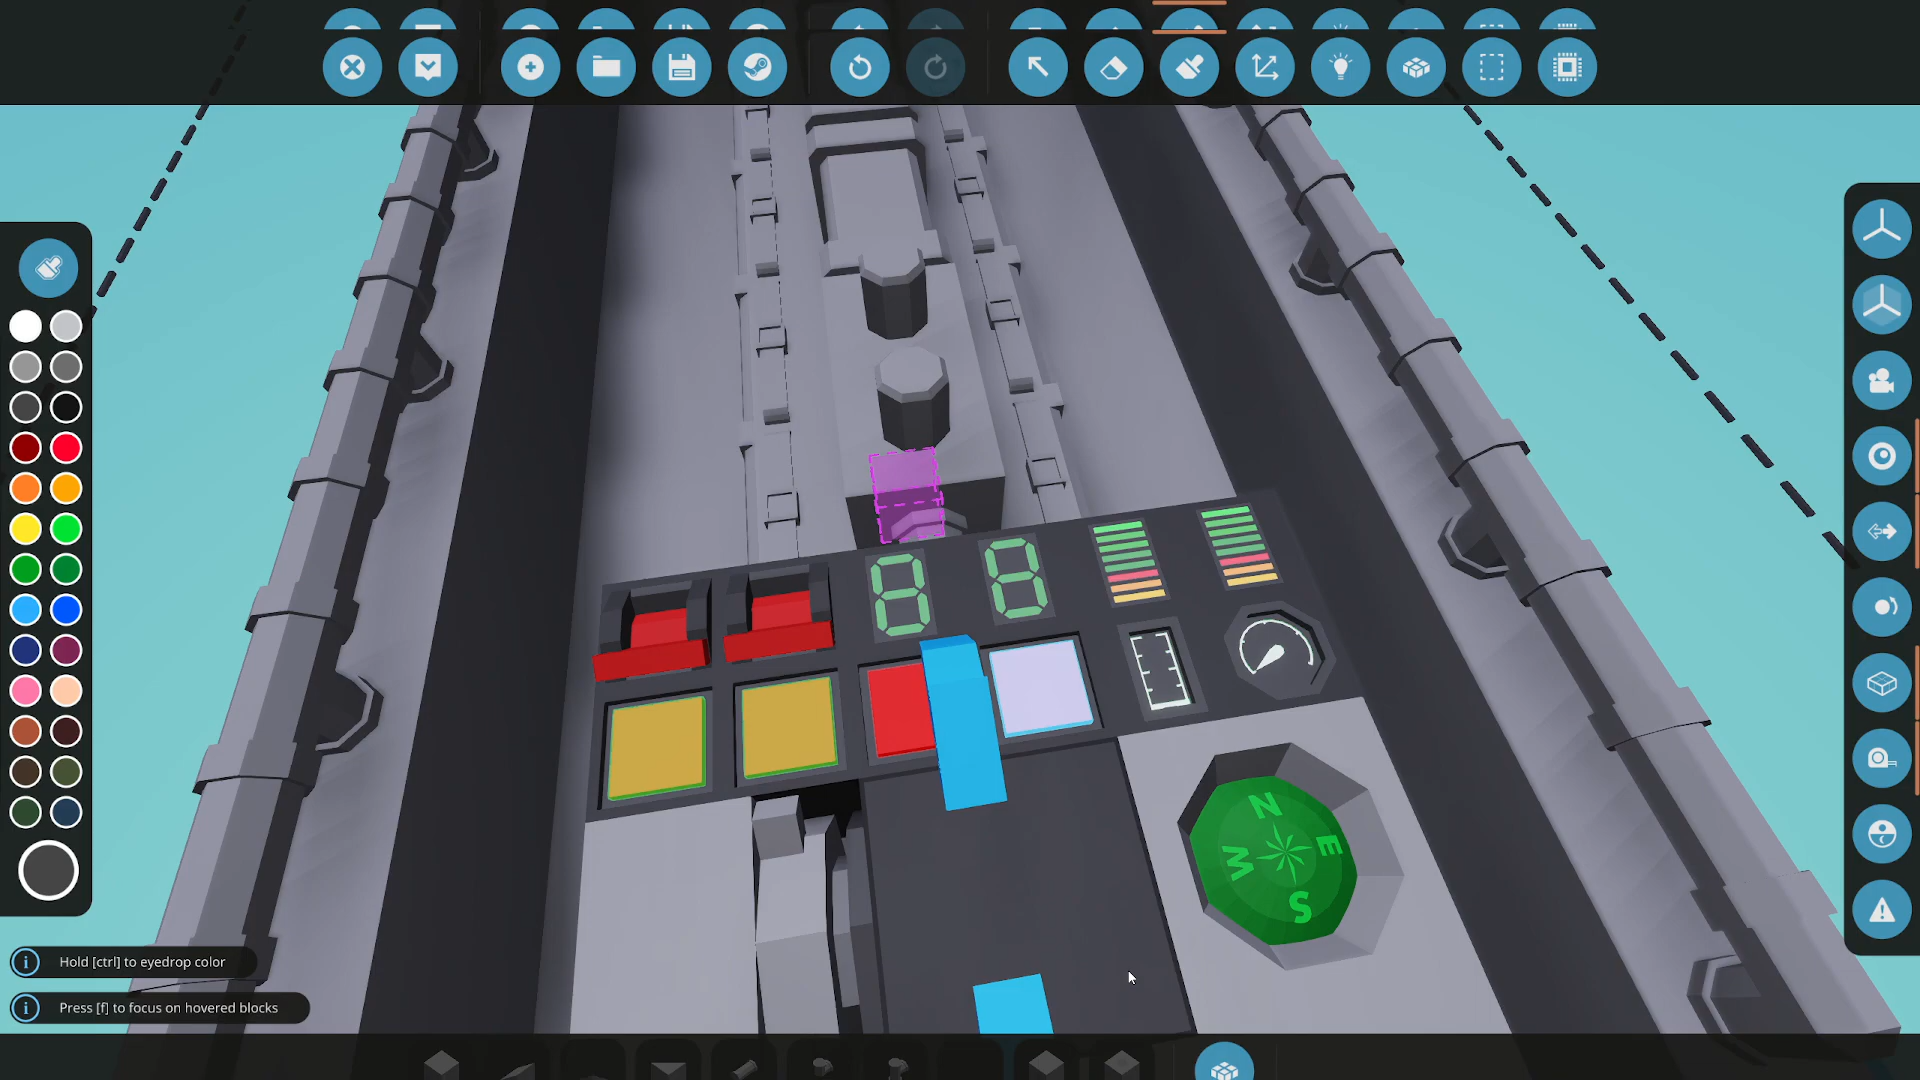 N
E
W
S
Hold [ctrl] to eyedrop color
Press [f] to focus on hovered blocks